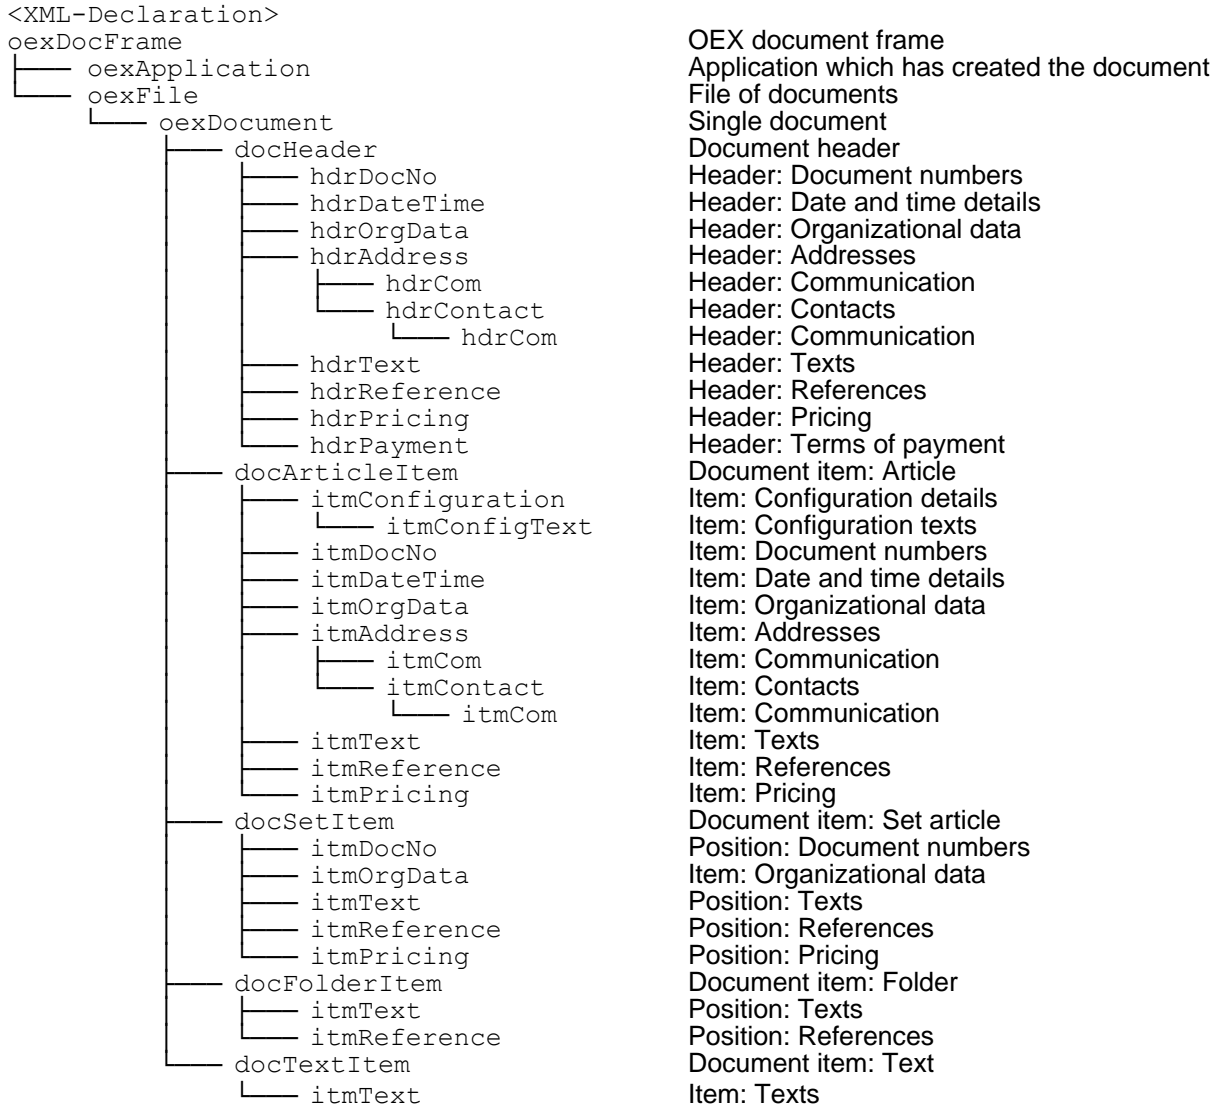 <XML-Declaration>
oexDocFrame OEX document frame
oexApplication Application which has created the document
oexFile File of documents
oexDocument Single document
docHeader Document header
hdrDocNo Header: Document numbers
hdrDateTime Header: Date and time details
hdrOrgData Header: Organizational data
hdrAddress Header: Addresses
hdrCom Header: Communication
hdrContact Header: Contacts
hdrCom Header: Communication
hdrText Header: Texts
hdrReference Header: References
hdrPricing Header: Pricing
hdrPayment Header: Terms of payment
docArticleItem Document item: Article
itmConfiguration Item: Configuration details
itmConfigText Item: Configuration texts
itmDocNo Item: Document numbers
itmDateTime Item: Date and time details
itmOrgData Item: Organizational data
itmAddress Item: Addresses
itmCom Item: Communication
itmContact Item: Contacts
itmCom Item: Communication
itmText Item: Texts
itmReference Item: References
itmPricing Item: Pricing
docSetItem Document item: Set article
itmDocNo Position: Document numbers
itmOrgData Item: Organizational data
itmText Position: Texts
itmReference Position: References
itmPricing Position: Pricing
docFolderItem Document item: Folder
itmText Position: Texts
itmReference Position: References
docTextItem Document item: Text
itmText Item: Texts